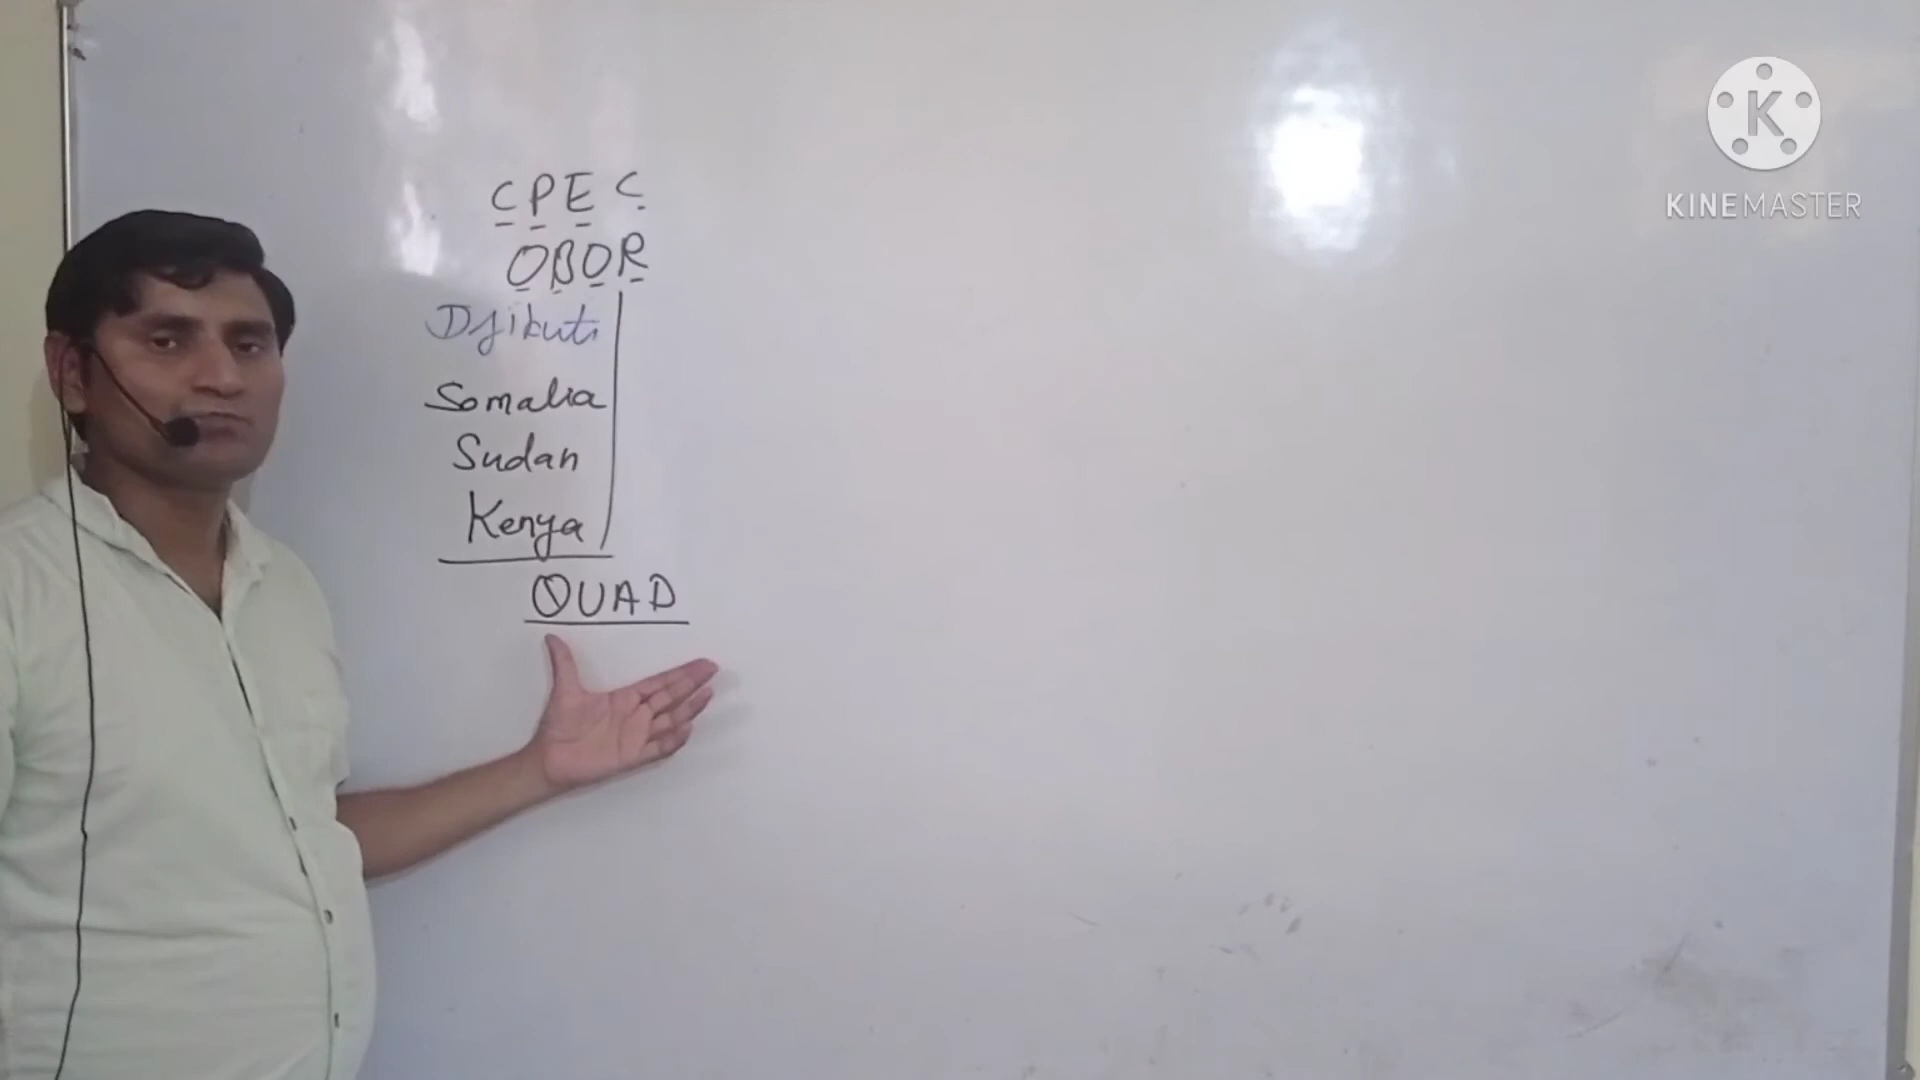 CPEC
OBOR
Djibuti
Somalia
Sudan
Kenya
QUAD
K
KINEMASTER